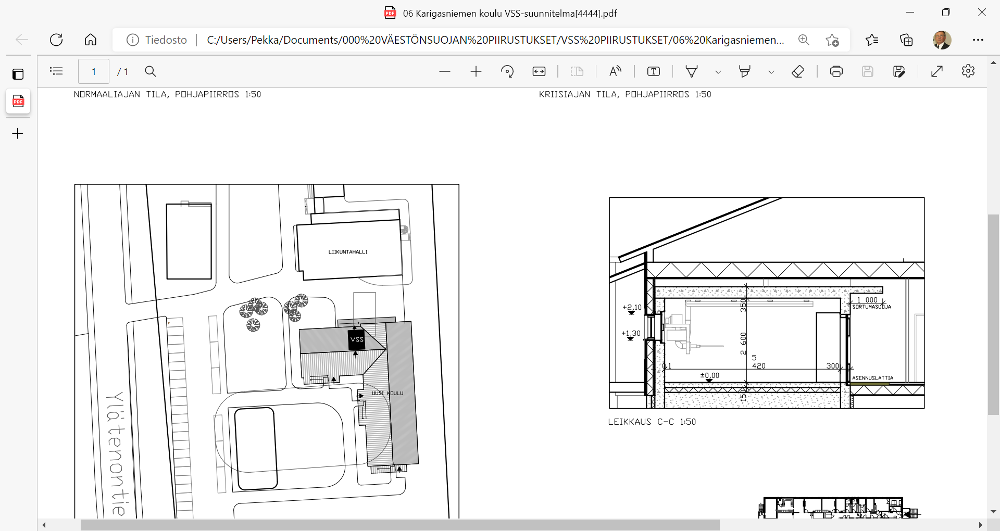 06 Karigasniemen koulu VSS-suunnitelma[4444].pdf
Tiedosto
C:/Users/Pekka/Documents/000%20VÄESTÖNSUOJAN%20PIIRUSTUKSET/VSS%20PIIRUSTUKSET/06%20Karigasniemen...
1 / 1
NORMAALIAJAN TILA, POHJAPIIRROS 1:50
KRIISIAJAN TILA, POHJAPIIRROS 1:50
LIIKUNTAHALLI
VSS
UUSI KOULU
Ylätenontie
350
1 000
SORTUMASUOJA
+2,10
+1,30
2 600
5
420
300
±0,00
ASENNUSLATTIA
150
LEIKKAUS C-C 1:50